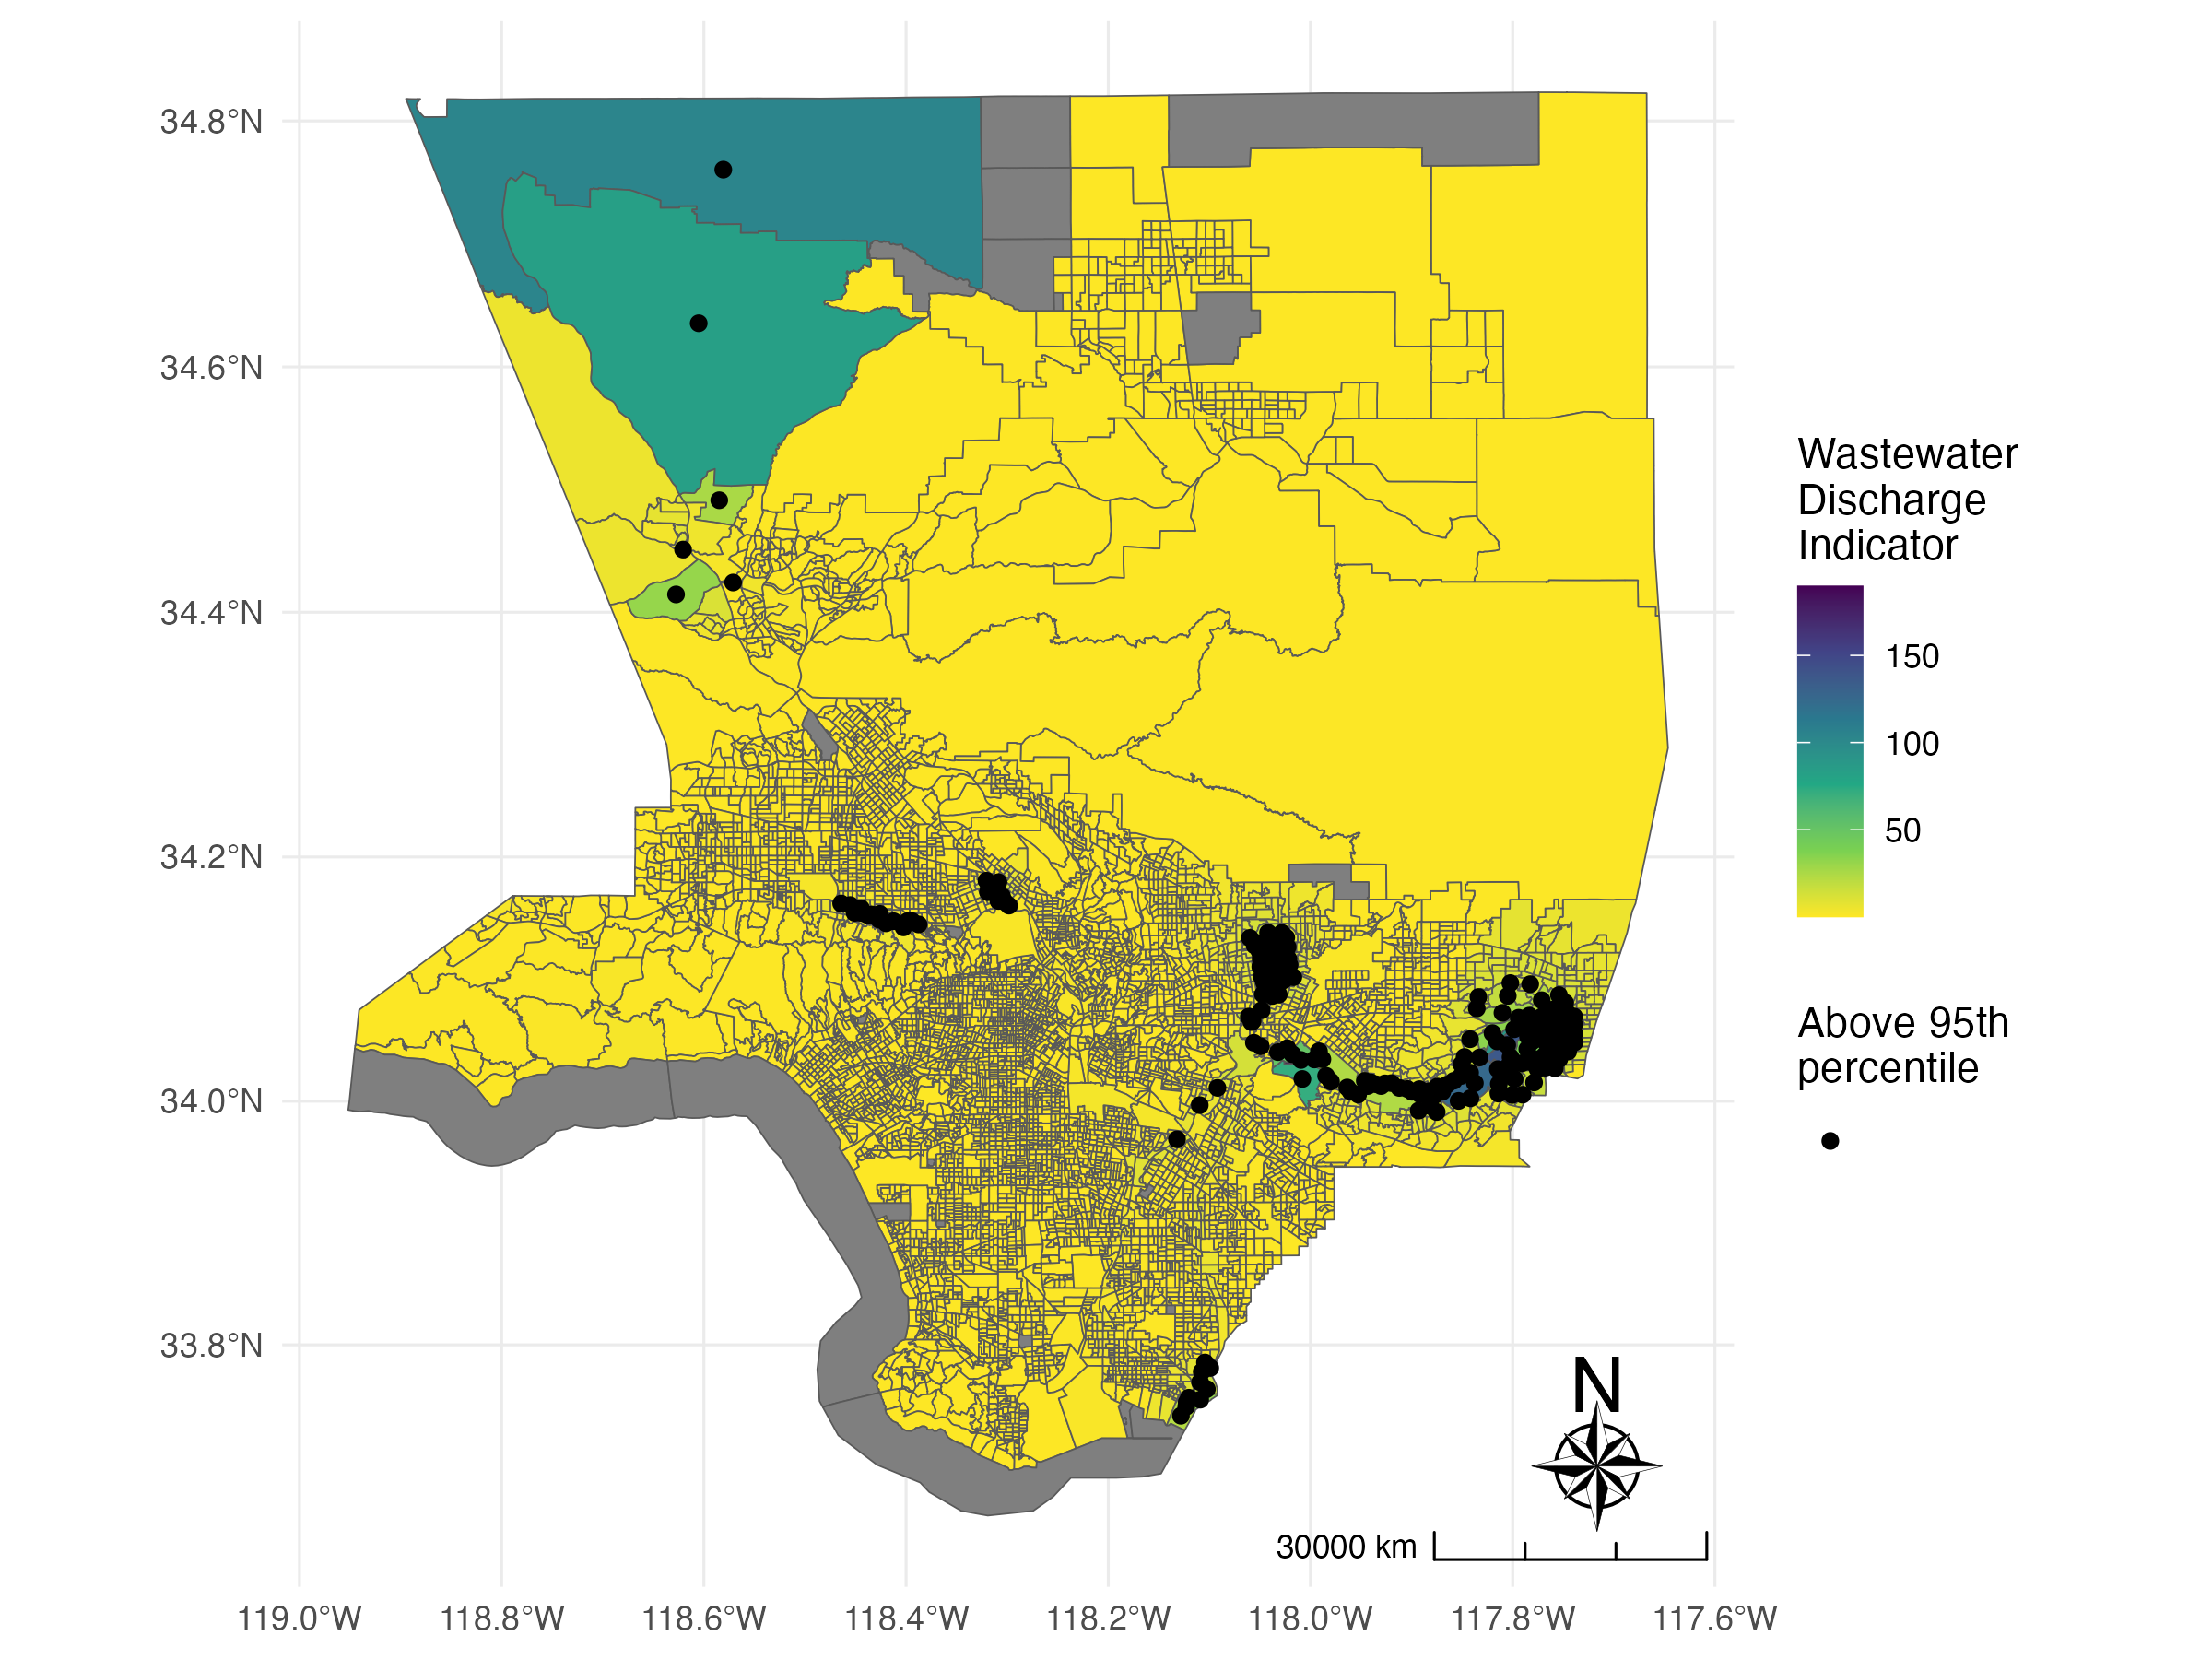 34.8°N
34.6°N
34.4°N
34.2°N
34.0°N
33.8°N
119.0°W
118.8°W
118.6°W
118.4°W
118.2°W
118.0°W
117.8°W
117.6°W
N
30000 km
Wastewater
Discharge
Indicator
150
100
50
Above 95th
percentile